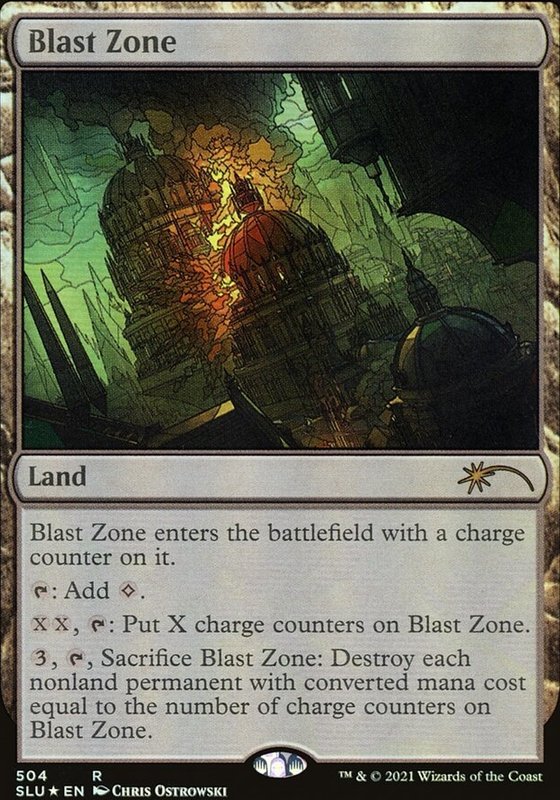 Blast Zone
Land
Blast Zone enters the battlefield with a charge
counter on it.
: Add .
X X, : Put X charge counters on Blast Zone.
3, , Sacrifice Blast Zone: Destroy each
nonland permanent with converted mana cost
equal to the number of charge counters on
Blast Zone.
504 R
SLU ★ EN Chris Ostrowski
™ & © 2021 Wizards of the Coast